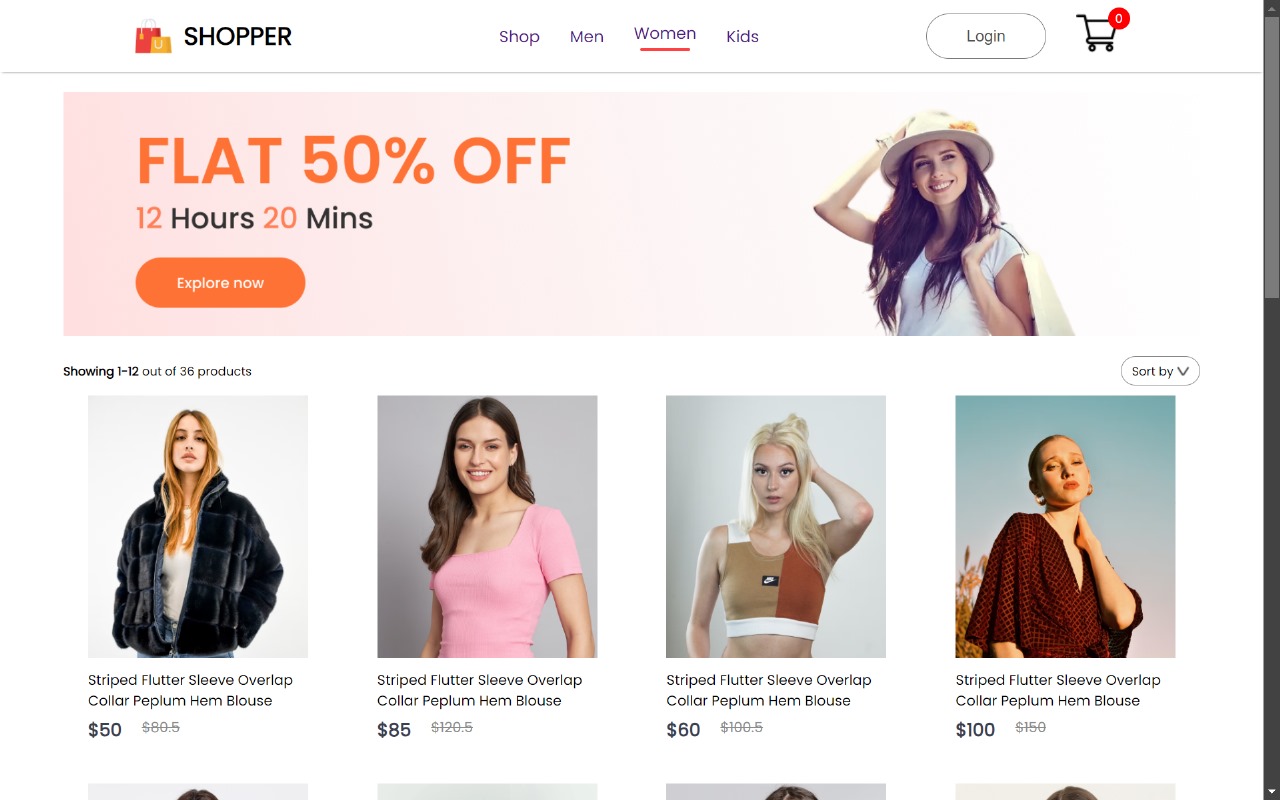 SHOPPER
Shop Men Women Kids
Login
0
FLAT 50% OFF
12 Hours 20 Mins
Explore now
Showing 1-12 out of 36 products
Sort by
Striped Flutter Sleeve Overlap
Collar Peplum Hem Blouse
$50 $80.5
Striped Flutter Sleeve Overlap
Collar Peplum Hem Blouse
$85 $120.5
Striped Flutter Sleeve Overlap
Collar Peplum Hem Blouse
$60 $100.5
Striped Flutter Sleeve Overlap
Collar Peplum Hem Blouse
$100 $150